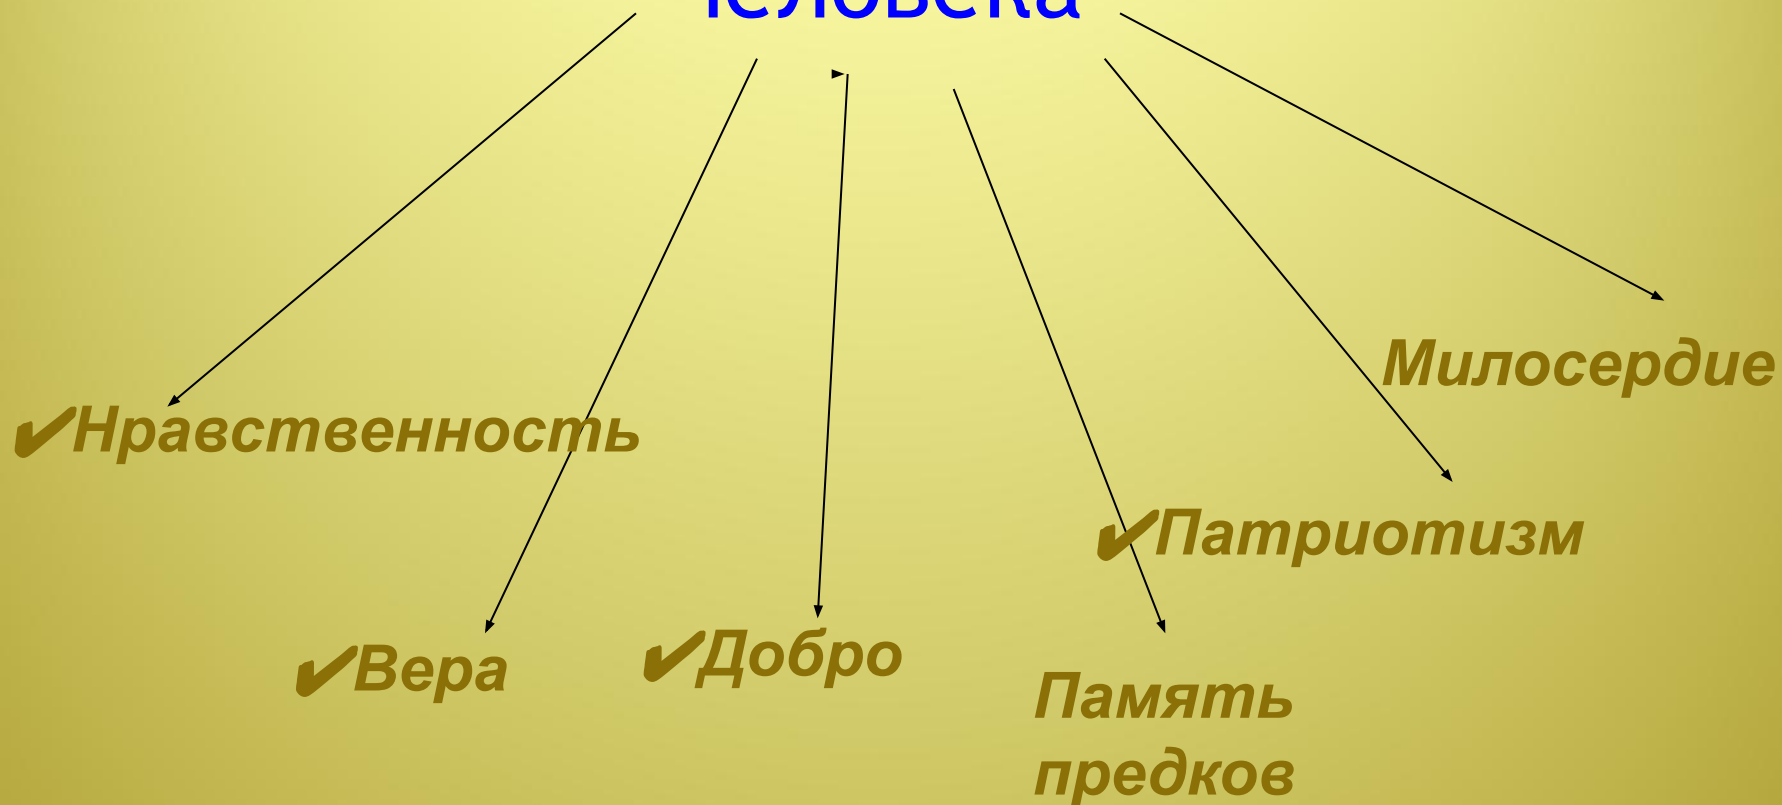 человека
Милосердие
✔Нравственность
✔Патриотизм
✔Вера
✔Добро
Память
предков